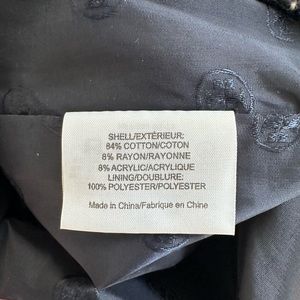 SHELL/EXTÉRIEUR:
84% COTTON/COTON
8% RAYON/RAYONNE
8% ACRYLIC/ACRYLIQUE
LINING/DOUBLURE:
100% POLYESTER/POLYESTER
Made in China/Fabrique en Chine